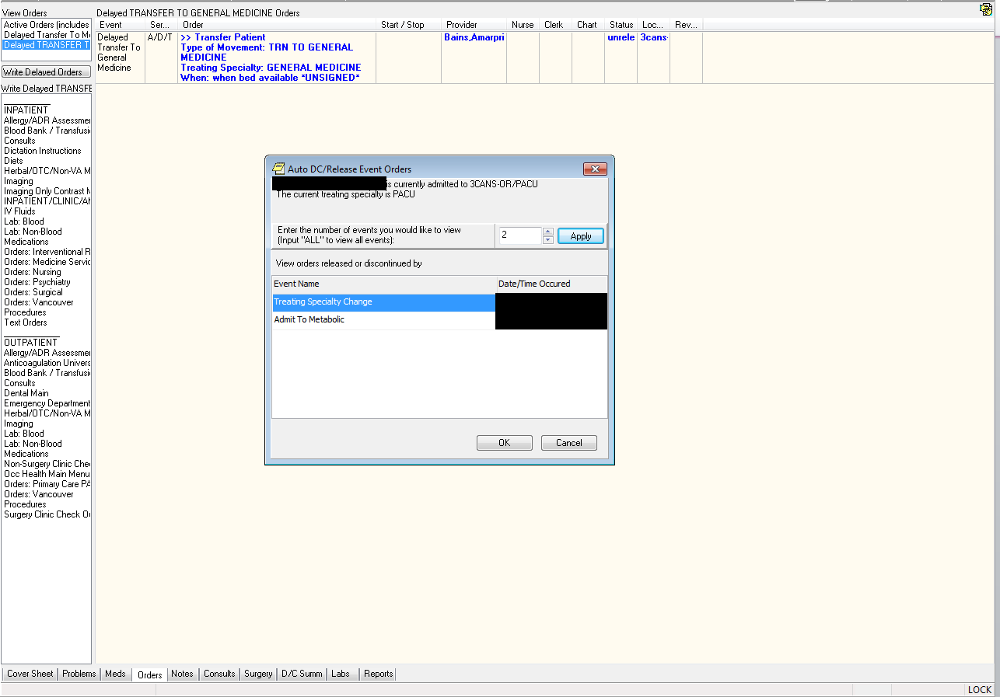 View Orders
Active Orders (includes
Delayed Transfer To M
Delayed TRANSFER T
Write Delayed Orders
Write Delayed TRANSFE
INPATIENT
Allergy/ADR Assessmer
Blood Bank / Transfusi
Consults
Dictation Instructions
Diets
Herbal/OTC/Non-VA M
Imaging
Imaging Only Contrast M
INPATIENT/CLINIC/AM
IV Fluids
Lab: Blood
Lab: Non-Blood
Medications
Orders: Interventional R
Orders: Medicine Servic
Orders: Nursing
Orders: Psychiatry
Orders: Surgical
Orders: Vancouver
Procedures
Text Orders
OUTPATIENT
Allergy/ADR Assessmer
Anticoagulation Univers
Blood Bank / Transfusi
Consults
Dental Main
Emergency Department
Herbal/OTC/Non-VA M
Imaging
Lab: Blood
Lab: Non-Blood
Medications
Non-Surgery Clinic Che
Occ Health Main Menu
Orders: Primary Care PA
Orders: Vancouver
Procedures
Surgery Clinic Check O
Delayed TRANSFER TO GENERAL MEDICINE Orders
Event Ser... Order Start / Stop Provider Nurse Clerk Chart Status Loc... Rev...
Delayed A/D/T >> Transfer Patient Bains,Amarpri unrele 3cans-
Transfer To Type of Movement: TRN TO GENERAL
General MEDICINE
Medicine Treating Specialty: GENERAL MEDICINE
When: when bed available *UNSIGNED*
Auto DC/Release Event Orders
is currently admitted to 3CANS-OR/PACU
The current treating specialty is PACU
Enter the number of events you would like to view
(Input "ALL" to view all events):
2
Apply
View orders released or discontinued by
Event Name Date/Time Occured
Treating Specialty Change
Admit To Metabolic
OK Cancel
Cover Sheet Problems Meds Orders Notes Consults Surgery D/C Summ Labs Reports
LOCK